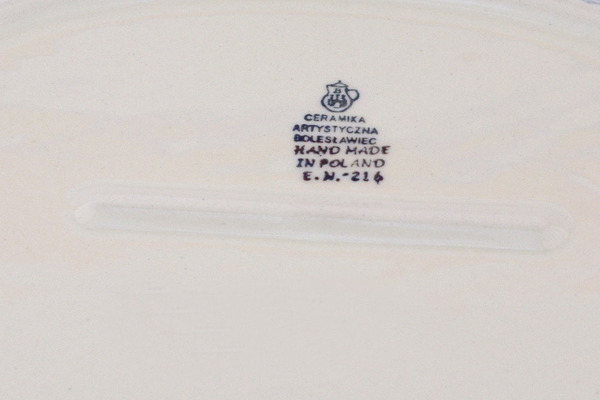 CERAMIKA
ARTYSTYCZNA
BOLESŁAWIEC
HAND MADE
IN POLAND
E.N.-216